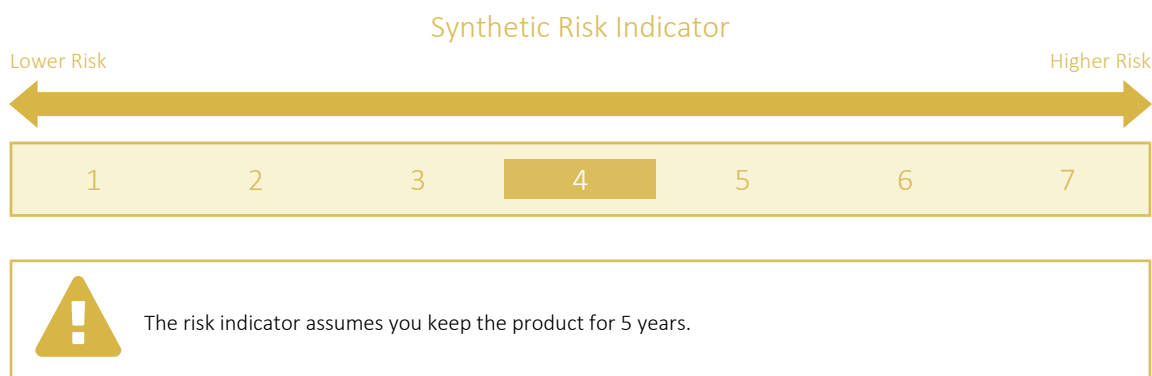 Synthetic Risk Indicator
Lower Risk Higher Risk
1 2 3 4 5 6 7
The risk indicator assumes you keep the product for 5 years.